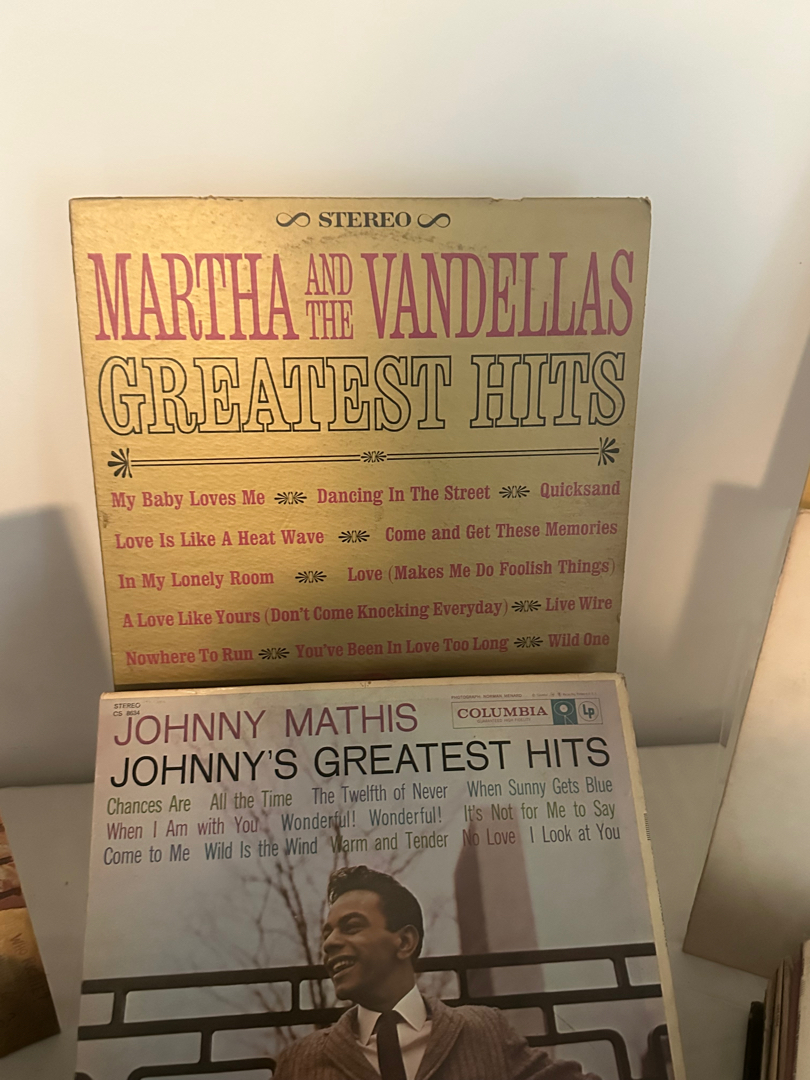 STEREO
MARTHA AND THE VANDELLAS
GREATEST HITS
My Baby Loves Me Dancing In The Street Quicksand
Love Is Like A Heat Wave Come and Get These Memories
In My Lonely Room Love (Makes Me Do Foolish Things)
A Love Like Yours (Don't Come Knocking Everyday) Live Wire
Nowhere To Run You've Been In Love Too Long Wild One
STEREO
CS 8634
COLUMBIA Lp
JOHNNY MATHIS
JOHNNY'S GREATEST HITS
Chances Are All the Time The Twelfth of Never When Sunny Gets Blue
When I Am with You Wonderful! Wonderful! It's Not for Me to Say
Come to Me Wild Is the Wind Warm and Tender No Love I Look at You